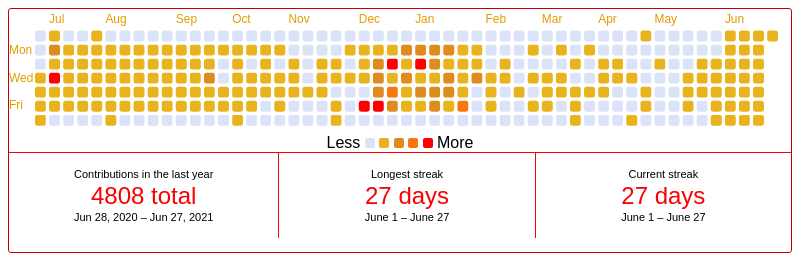 Jul Aug Sep Oct Nov Dec Jan Feb Mar Apr May Jun
Mon
Wed
Fri
Less More
Contributions in the last year
4808 total
Jun 28, 2020 – Jun 27, 2021
Longest streak
27 days
June 1 – June 27
Current streak
27 days
June 1 – June 27